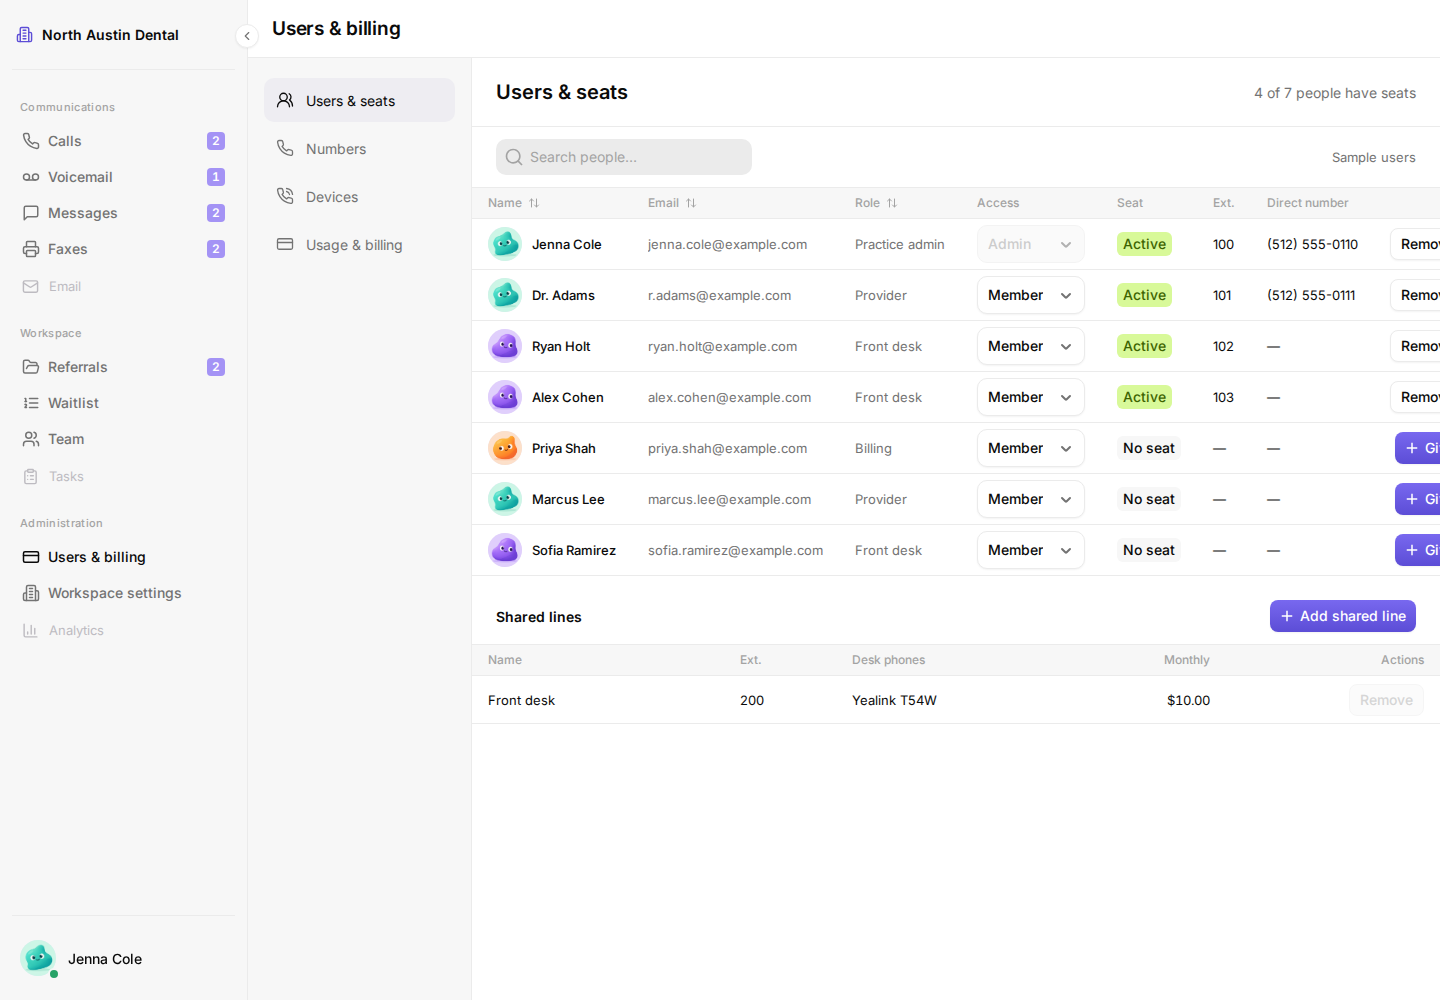 North Austin Dental
Users & billing
Communications
Calls 2
Voicemail 1
Messages 2
Faxes 2
Email
Workspace
Referrals 2
Waitlist
Team
Tasks
Administration
Users & billing
Workspace settings
Analytics
Jenna Cole
Users & seats
Numbers
Devices
Usage & billing
Users & seats
4 of 7 people have seats
Search people...
Sample users
Name Email Role Access Seat Ext. Direct number
Jenna Cole jenna.cole@example.com Practice admin Admin Active 100 (512) 555-0110 Remov
Dr. Adams r.adams@example.com Provider Member Active 101 (512) 555-0111 Remov
Ryan Holt ryan.holt@example.com Front desk Member Active 102 — Remov
Alex Cohen alex.cohen@example.com Front desk Member Active 103 — Remov
Priya Shah priya.shah@example.com Billing Member No seat — — + Gi
Marcus Lee marcus.lee@example.com Provider Member No seat — — + Gi
Sofia Ramirez sofia.ramirez@example.com Front desk Member No seat — — + Gi
Shared lines
+ Add shared line
Name Ext. Desk phones Monthly Actions
Front desk 200 Yealink T54W $10.00 Remove